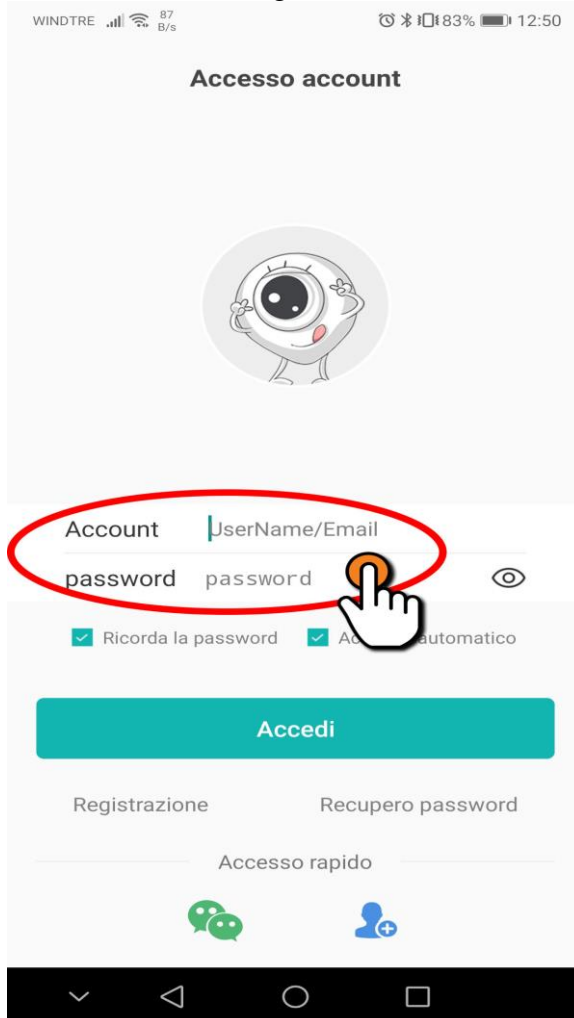 WINDTRE 87 B/s 83% 12:50
Accesso account
Account UserName/Email
password password
Ricorda la password automatico
Accedi
Registrazione Recupero password
Accesso rapido